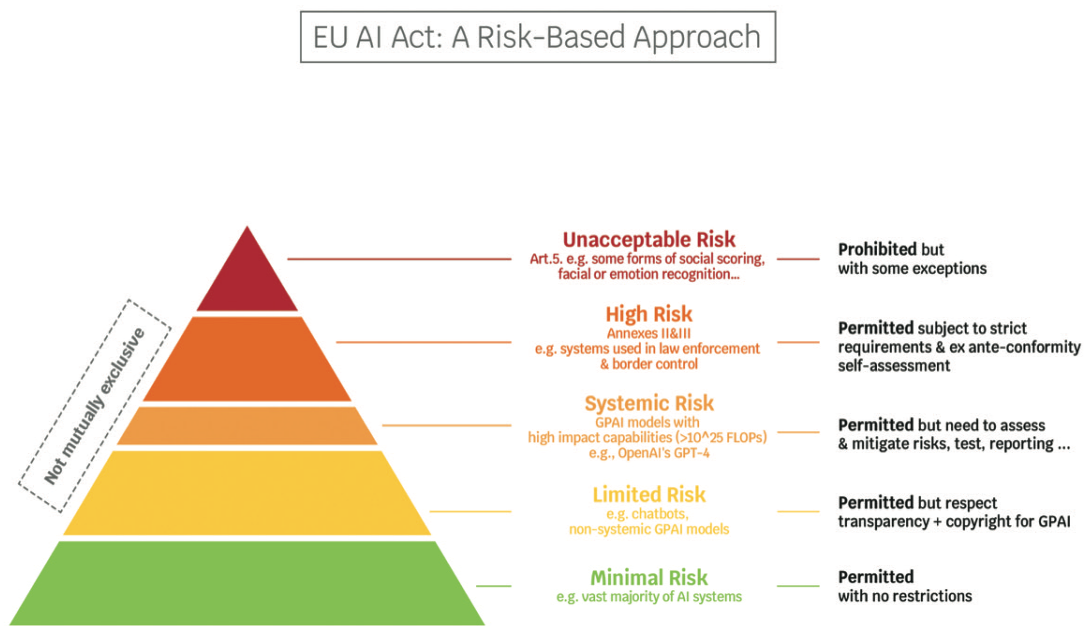 EU AI Act: A Risk-Based Approach
Unacceptable Risk
Art.5. e.g. some forms of social scoring,
facial or emotion recognition...
Prohibited but
with some exceptions
High Risk
Annexes II&III
e.g. systems used in law enforcement
& border control
Permitted subject to strict
requirements & ex ante-conformity
self-assessment
Not mutually exclusive
Systemic Risk
GPAI models with
high impact capabilities (>10^25 FLOPs)
e.g., OpenAI's GPT-4
Permitted but need to assess
& mitigate risks, test, reporting ...
Limited Risk
e.g. chatbots,
non-systemic GPAI models
Permitted but respect
transparency + copyright for GPAI
Minimal Risk
e.g. vast majority of AI systems
Permitted
with no restrictions